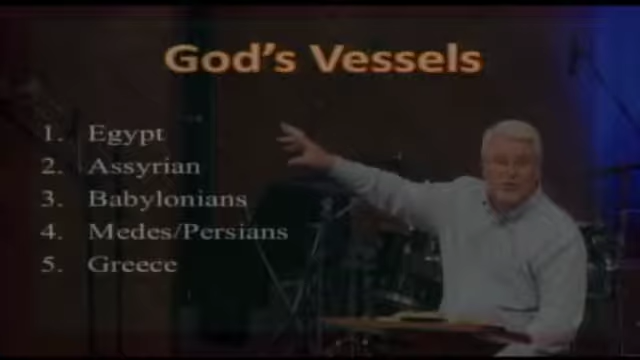 God's Vessels
1. Egypt
2. Assyrian
3. Babylonians
4. Medes/Persians
5. Greece